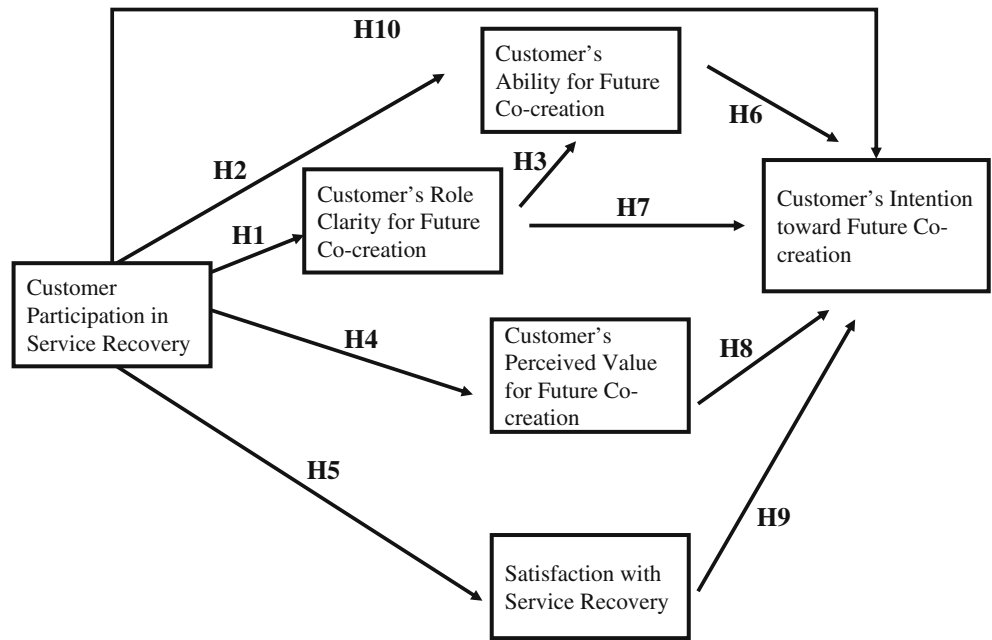 H10
Customer's
Ability for Future
Co-creation
H6
H2
H3
Customer's Role
Clarity for Future
Co-creation
H7
Customer's Intention
toward Future Co-
creation
H1
Customer
Participation in
Service Recovery
H4
Customer's
Perceived Value
for Future Co-
creation
H8
H5
H9
Satisfaction with
Service Recovery